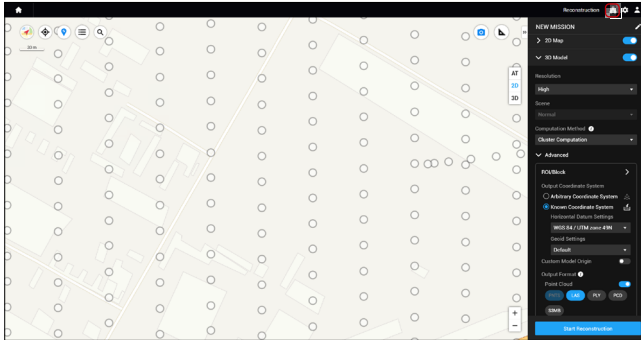 Reconstruction
NEW MISSION
20 m
2D Map
3D Model
AT
2D
3D
Resolution
High
Scene
Normal
Computation Method
Cluster Computation
Advanced
ROI/Block
Output Coordinate System
Arbitrary Coordinate System
Known Coordinate System
Horizontal Datum Settings
WGS 84 / UTM zone 49N
Geoid Settings
Default
Custom Model Origin
Output Format
Point Cloud
PNTS LAS PLY PCD
S3MB
Start Reconstruction